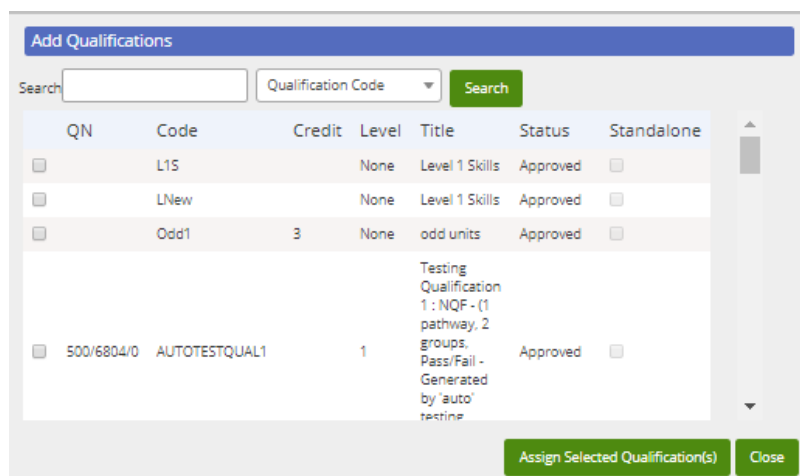 Add Qualifications
Search Qualification Code Search
QN Code Credit Level Title Status Standalone
L1S None Level 1 Skills Approved
LNew None Level 1 Skills Approved
Odd1 3 None odd units Approved
Testing
Qualification
1 : NQF - (1
pathway, 2
groups,
500/6804/0 AUTOTESTQUAL1 1 Pass/Fail - Approved
Generated
by 'auto'
testing
Assign Selected Qualification(s) Close